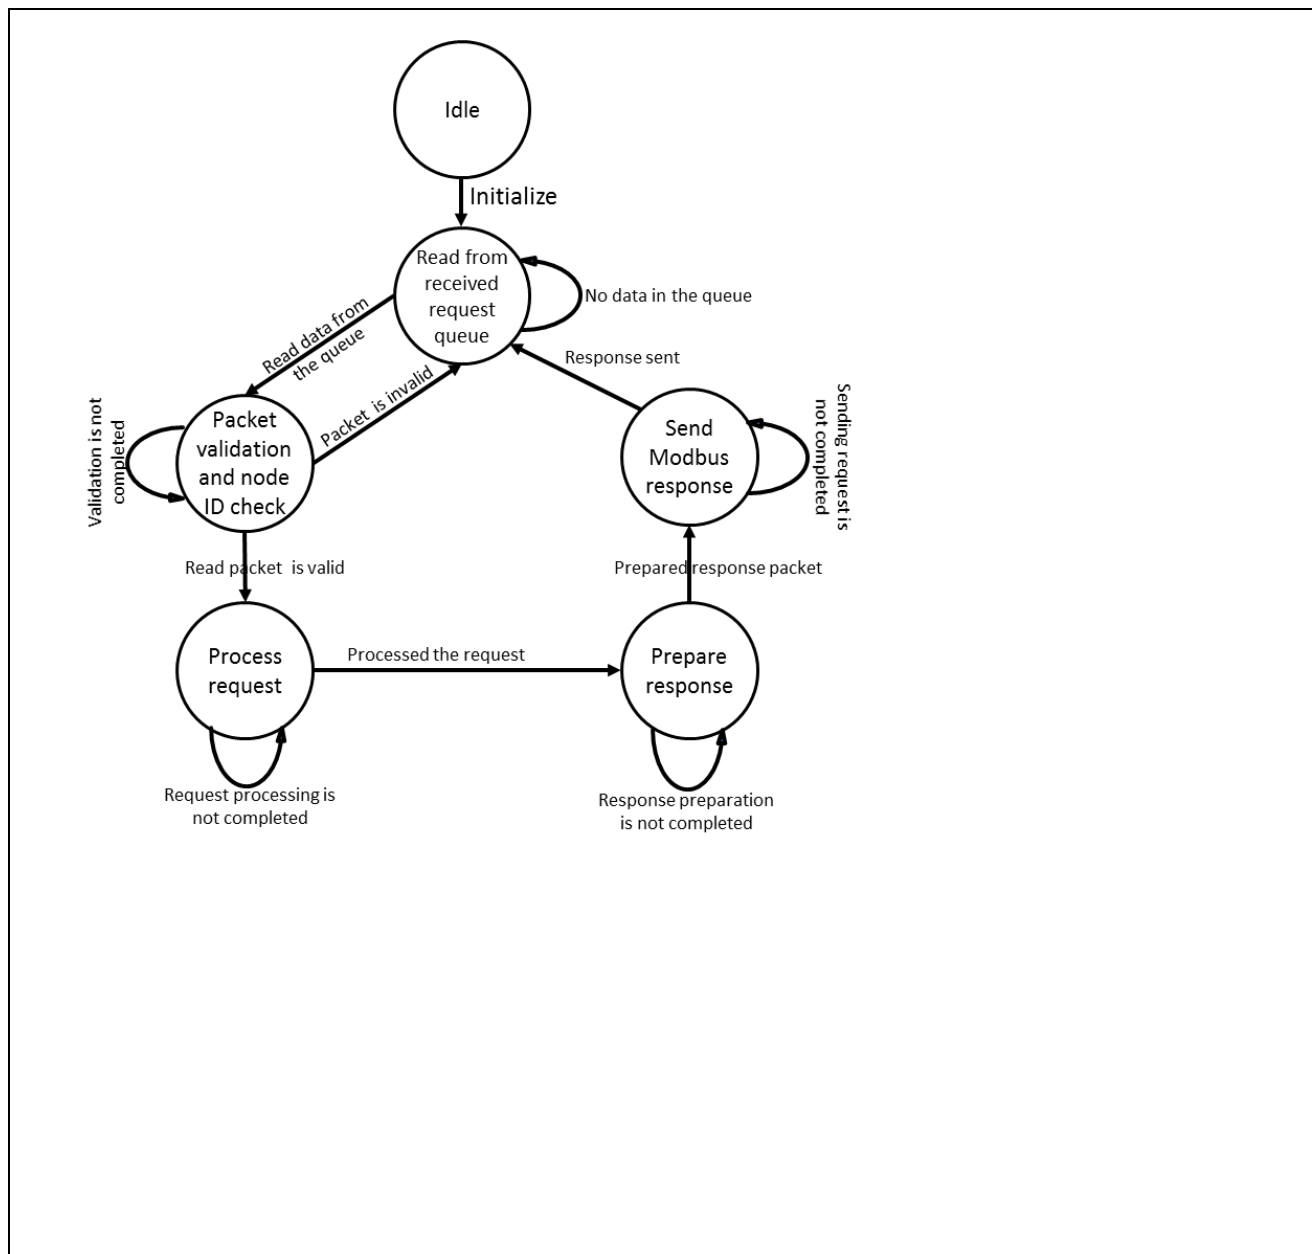 Idle
Initialize
Read from
received
request
queue
No data in the queue
Read data from
the queue
Packet  is invalid
Response sent
Validation is not
completed
Packet
validation
and node
ID check
Send
Modbus
response
Sending request is
not completed
Read packet  is valid
Prepared response packet
Process
request
Processed the request
Prepare
response
Request processing is
not completed
Response preparation
is not completed